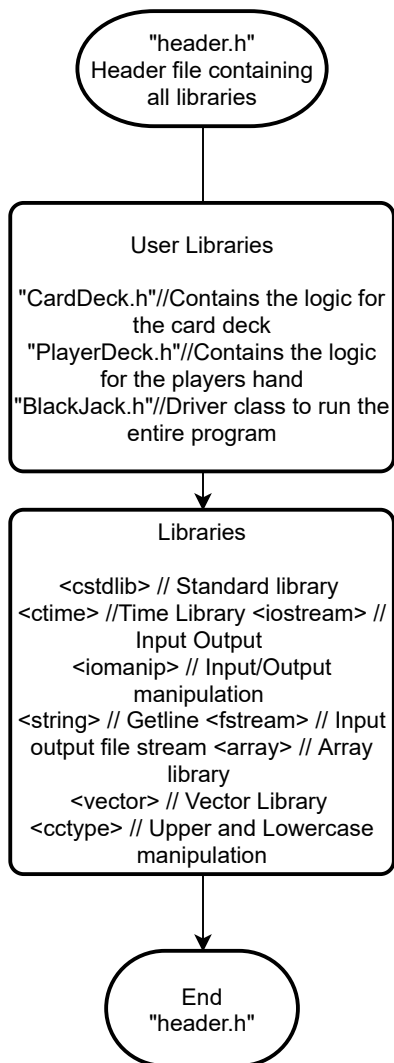 "header.h"
Header file containing
all libraries
User Libraries
"CardDeck.h"//Contains the logic for
the card deck
"PlayerDeck.h"//Contains the logic
for the players hand
"BlackJack.h"//Driver class to run the
entire program
Libraries
<cstdlib> // Standard library
<ctime> //Time Library <iostream> //
Input Output
<iomanip> // Input/Output
manipulation
<string> // Getline <fstream> // Input
output file stream <array> // Array
library
<vector> // Vector Library
<cctype> // Upper and Lowercase
manipulation
End
"header.h"